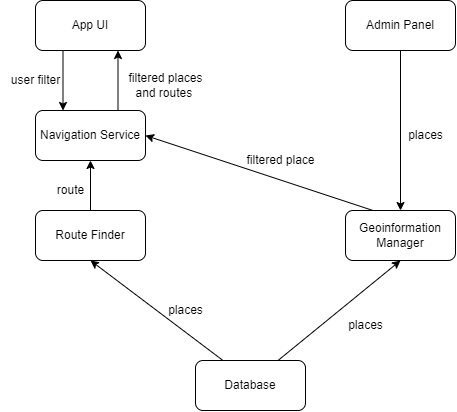 App UI
Admin Panel
user filter
filtered places
and routes
Navigation Service
places
filtered place
route
Route Finder
Geoinformation
Manager
places
places
Database